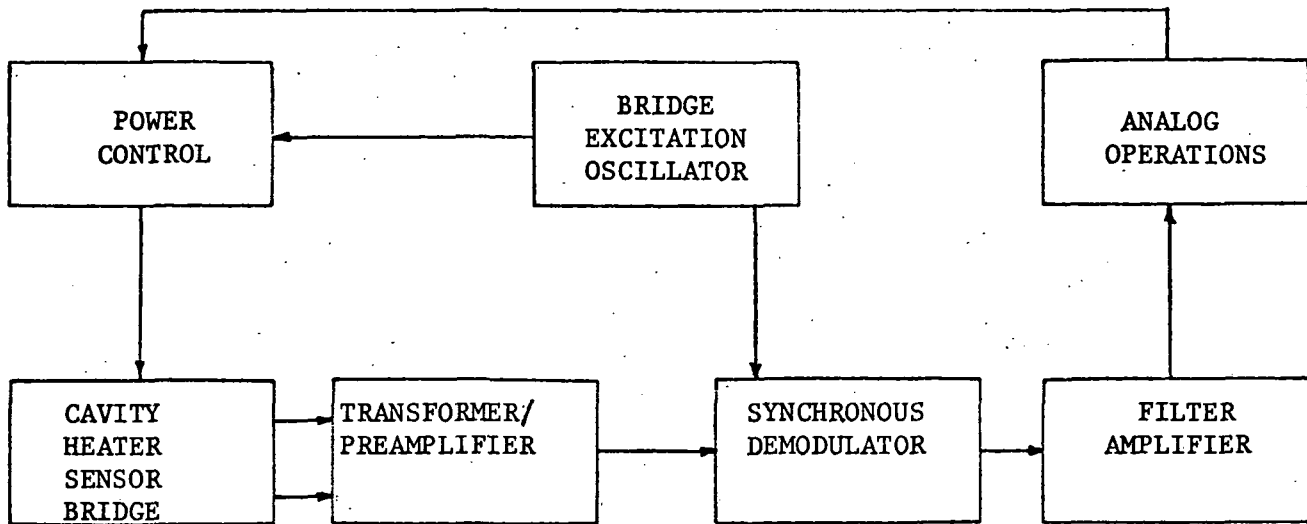 POWER
CONTROL
BRIDGE
EXCITATION
OSCILLATOR
ANALOG
OPERATIONS
CAVITY
HEATER
SENSOR
BRIDGE
TRANSFORMER/
PREAMPLIFIER
SYNCHRONOUS
DEMODULATOR
FILTER
AMPLIFIER